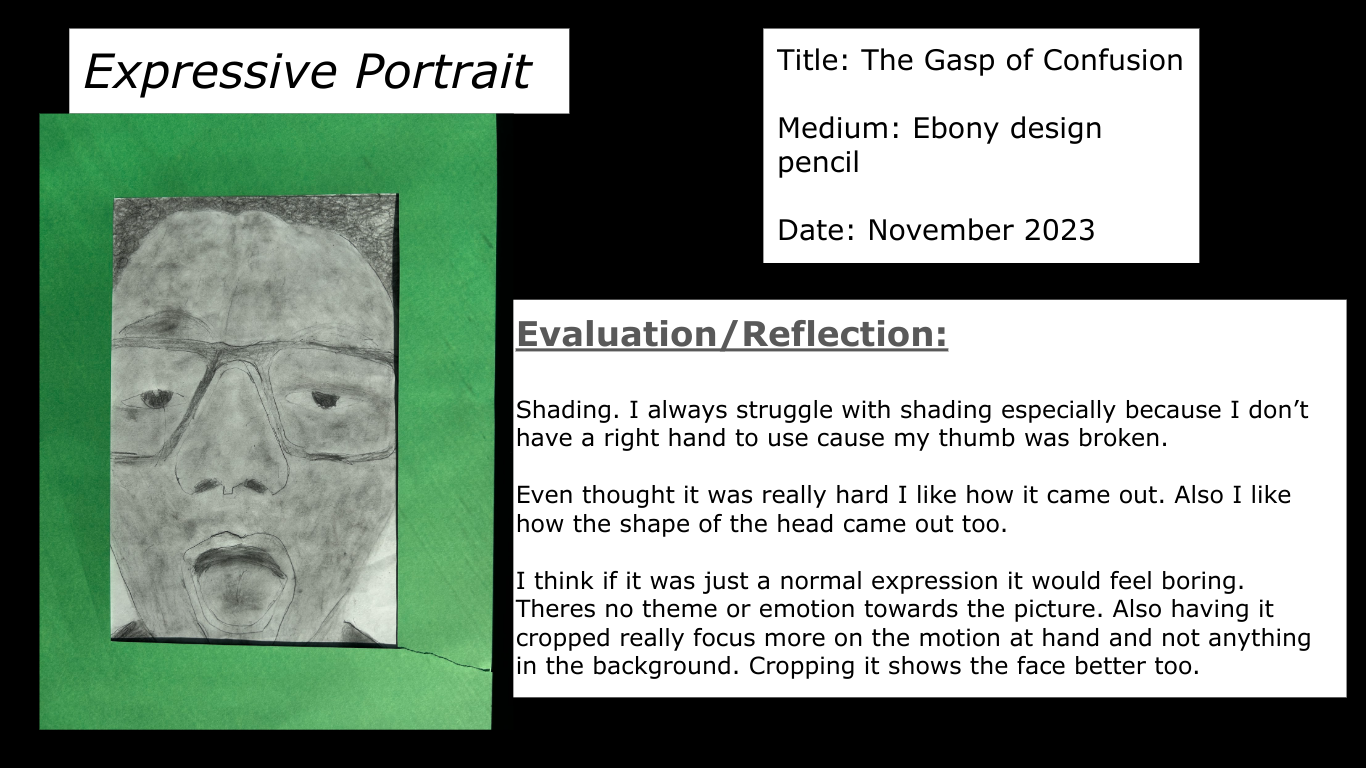 Expressive Portrait
Title: The Gasp of Confusion
Medium: Ebony design
pencil
Date: November 2023
Evaluation/Reflection:
Shading. I always struggle with shading especially because I don’t
have a right hand to use cause my thumb was broken.
Even thought it was really hard I like how it came out. Also I like
how the shape of the head came out too.
I think if it was just a normal expression it would feel boring.
Theres no theme or emotion towards the picture. Also having it
cropped really focus more on the motion at hand and not anything
in the background. Cropping it shows the face better too.